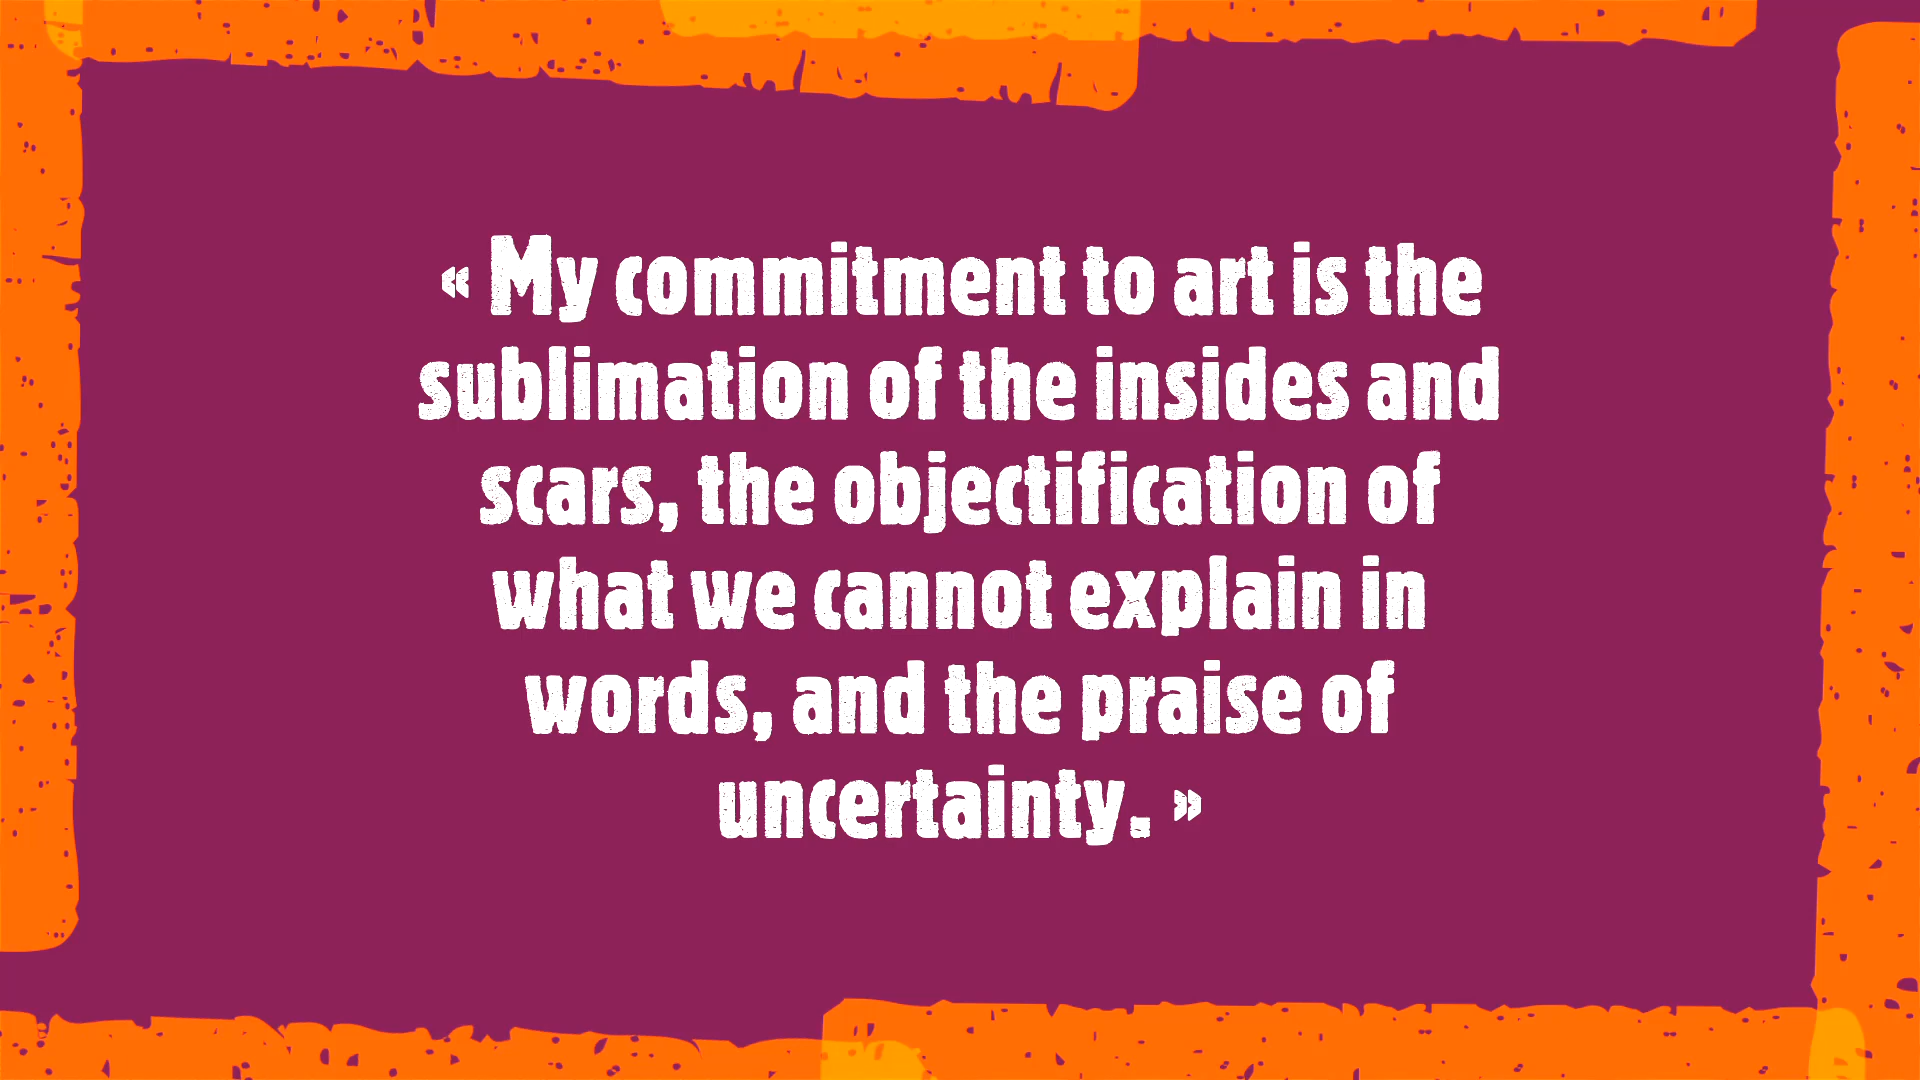 « My commitment to art is the
sublimation of the insides and
scars, the objectification of
what we cannot explain in
words, and the praise of
uncertainty. »